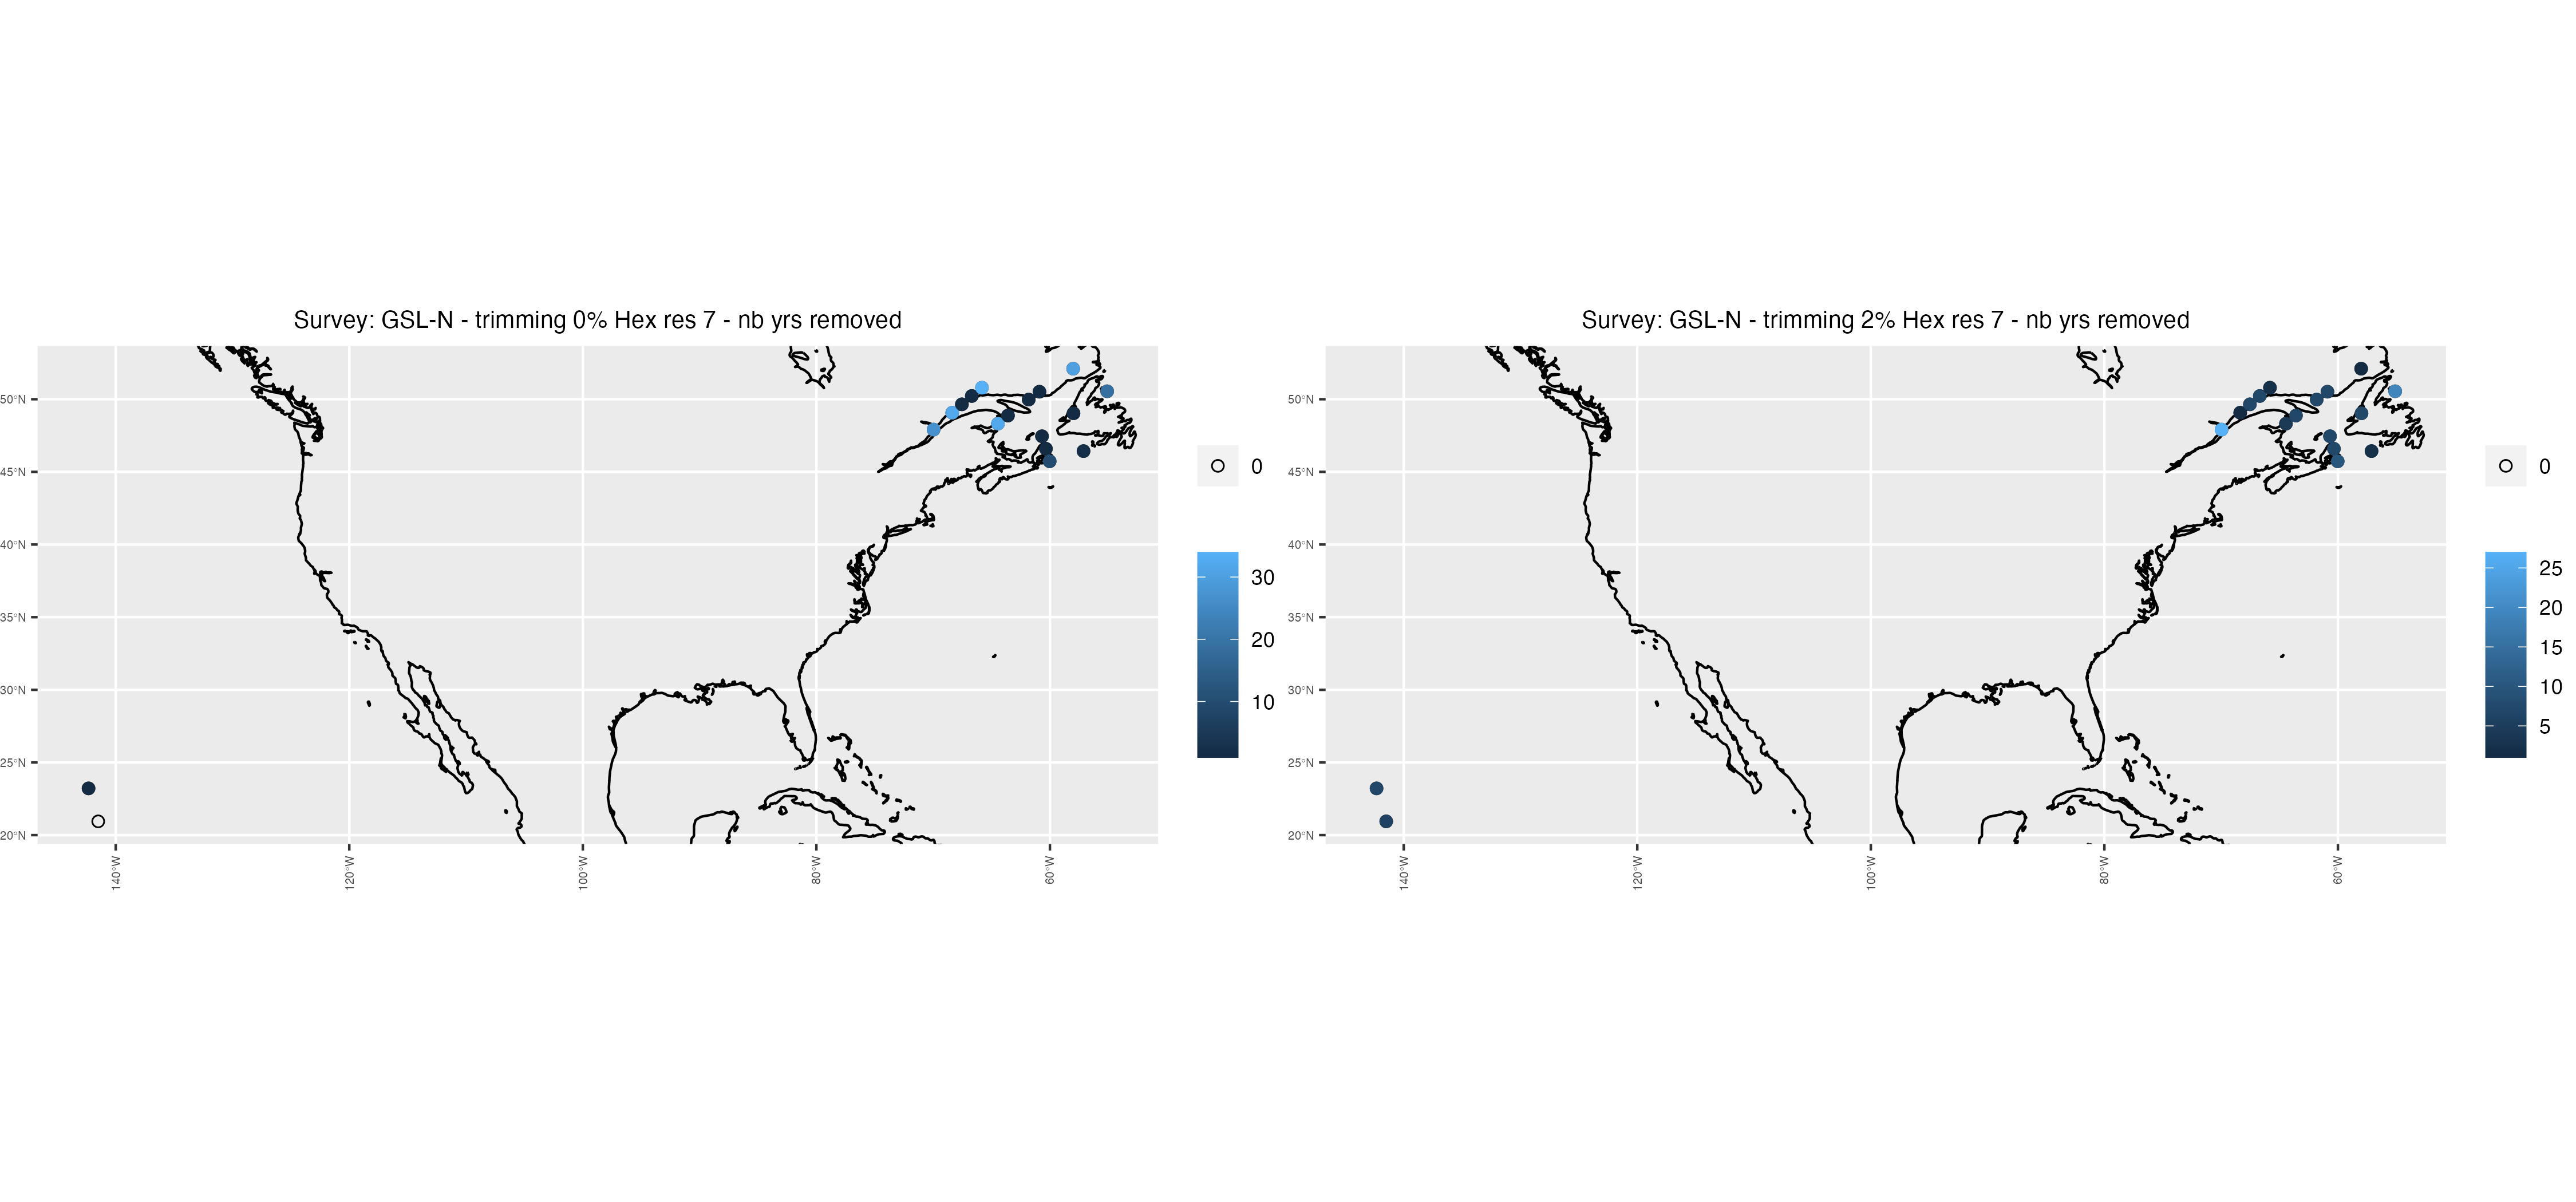 Survey: GSL-N - trimming 0% Hex res 7 - nb yrs removed
50°N
45°N
40°N
35°N
30°N
25°N
20°N
140°W
120°W
100°W
80°W
60°W
0
30
20
10
Survey: GSL-N - trimming 2% Hex res 7 - nb yrs removed
50°N
45°N
40°N
35°N
30°N
25°N
20°N
140°W
120°W
100°W
80°W
60°W
0
25
20
15
10
5